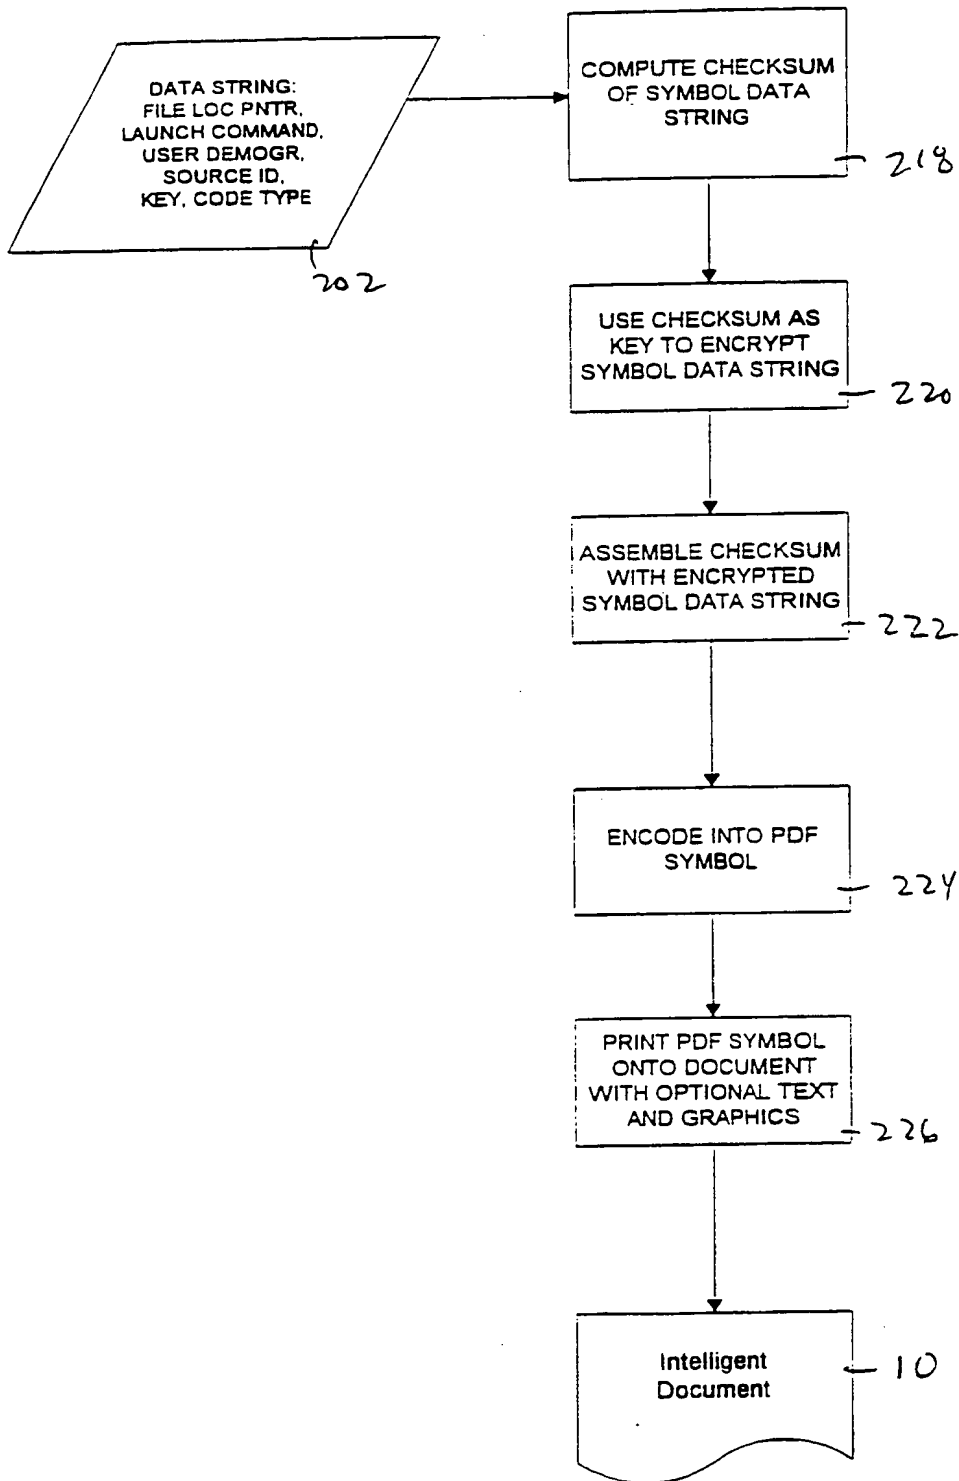 DATA STRING:
FILE LOC PNTR,
LAUNCH COMMAND,
USER DEMOGR,
SOURCE ID,
KEY, CODE TYPE
202
COMPUTE CHECKSUM
OF SYMBOL DATA
STRING
218
USE CHECKSUM AS
KEY TO ENCRYPT
SYMBOL DATA STRING
220
ASSEMBLE CHECKSUM
WITH ENCRYPTED
SYMBOL DATA STRING
222
ENCODE INTO PDF
SYMBOL
224
PRINT PDF SYMBOL
ONTO DOCUMENT
WITH OPTIONAL TEXT
AND GRAPHICS
226
Intelligent
Document
10